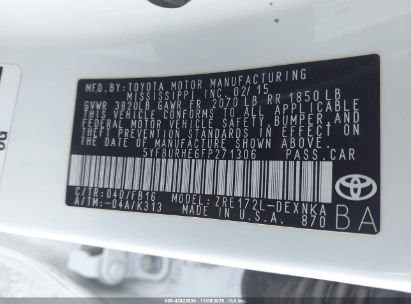 MFD.BY:TOYOTA MOTOR MANUFACTURING
MISSISSIPPI INC. 02/15
GVWR 3820LB GAWR FR 2070 LB RR 1850LB
THIS VEHICLE CONFORMS TO ALL APPLICABLE
FEDERAL MOTOR VEHICLE SAFETY, BUMPER, AND
THEFT PREVENTION STANDARDS IN EFFECT ON
THE DATE OF MANUFACTURE SHOWN ABOVE.
5YFBURHE6FP271306 PASS.CAR
C/TR:040/FB16 MODEL: ZRE172L-DEXNKA
A/TM:-04A/K313 MADE IN U.S.A. 870
TOYOTA
BA